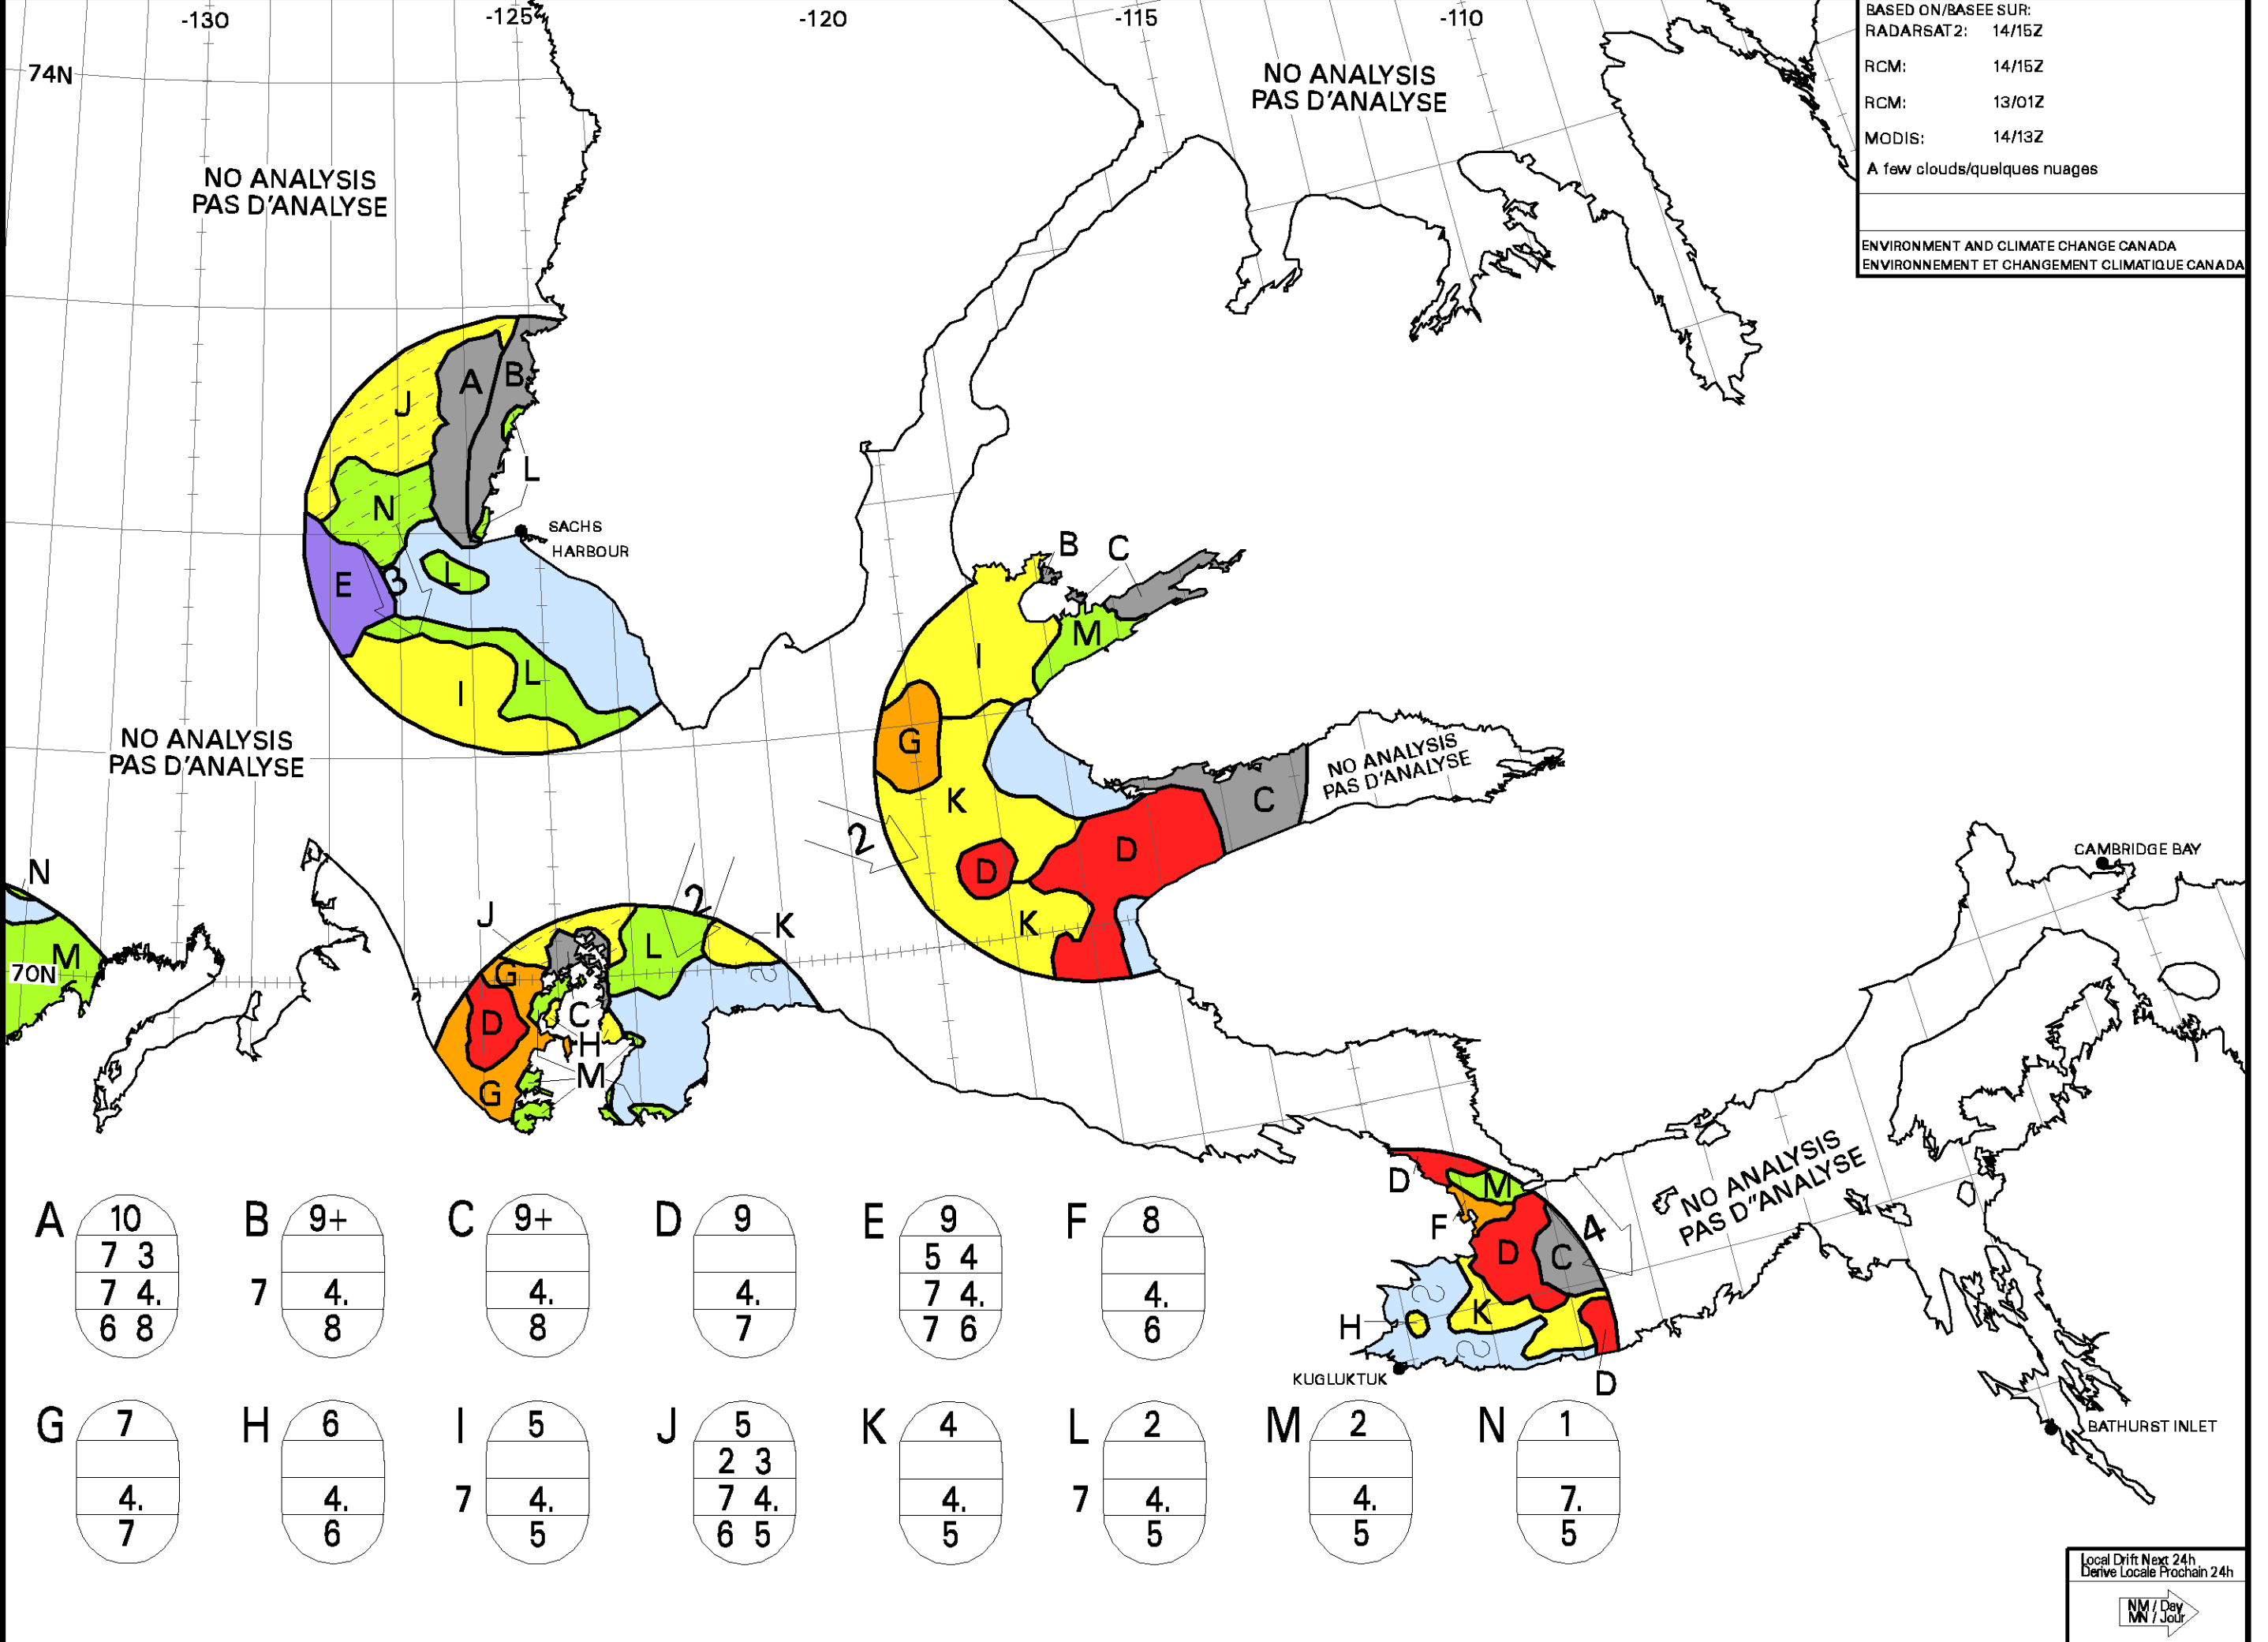 -130
-125
-120
-115
-110
BASED ON/BASEE SUR:
RADARSAT2: 14/15Z
RCM: 14/15Z
RCM: 13/01Z
MODIS: 14/13Z
A few clouds/quelques nuages
ENVIRONMENT AND CLIMATE CHANGE CANADA
ENVIRONNEMENT ET CHANGEMENT CLIMATIQUE CANADA
74N
NO ANALYSIS
PAS D'ANALYSE
NO ANALYSIS
PAS D'ANALYSE
J
A
B
L
N
SACHS
HARBOUR
E
3
L
L
I
B
C
M
I
G
K
2
D
D
C
K
NO ANALYSIS
PAS D'ANALYSE
NO ANALYSIS
PAS D'ANALYSE
CAMBRIDGE BAY
N
M
70N
J
2
K
L
G
D
C
H
M
G
S
NO ANALYSIS
PAS D"ANALYSE
D
M
F
4
D
C
S
K
H
S
KUGLUKTUK
D
BATHURST INLET
A
10
7 3
7 4.
6 8
B
9+
7 4.
8
C
9+
4.
8
D
9
4.
7
E
9
5 4
7 4.
7 6
F
8
4.
6
G
7
4.
7
H
6
4.
6
I
5
7 4.
5
J
5
2 3
7 4.
6 5
K
4
4.
5
L
2
7 4.
5
M
2
4.
5
N
1
7.
5
Local Drift Next 24h
Derive Locale Prochain 24h
NM / Day
MN / Jour